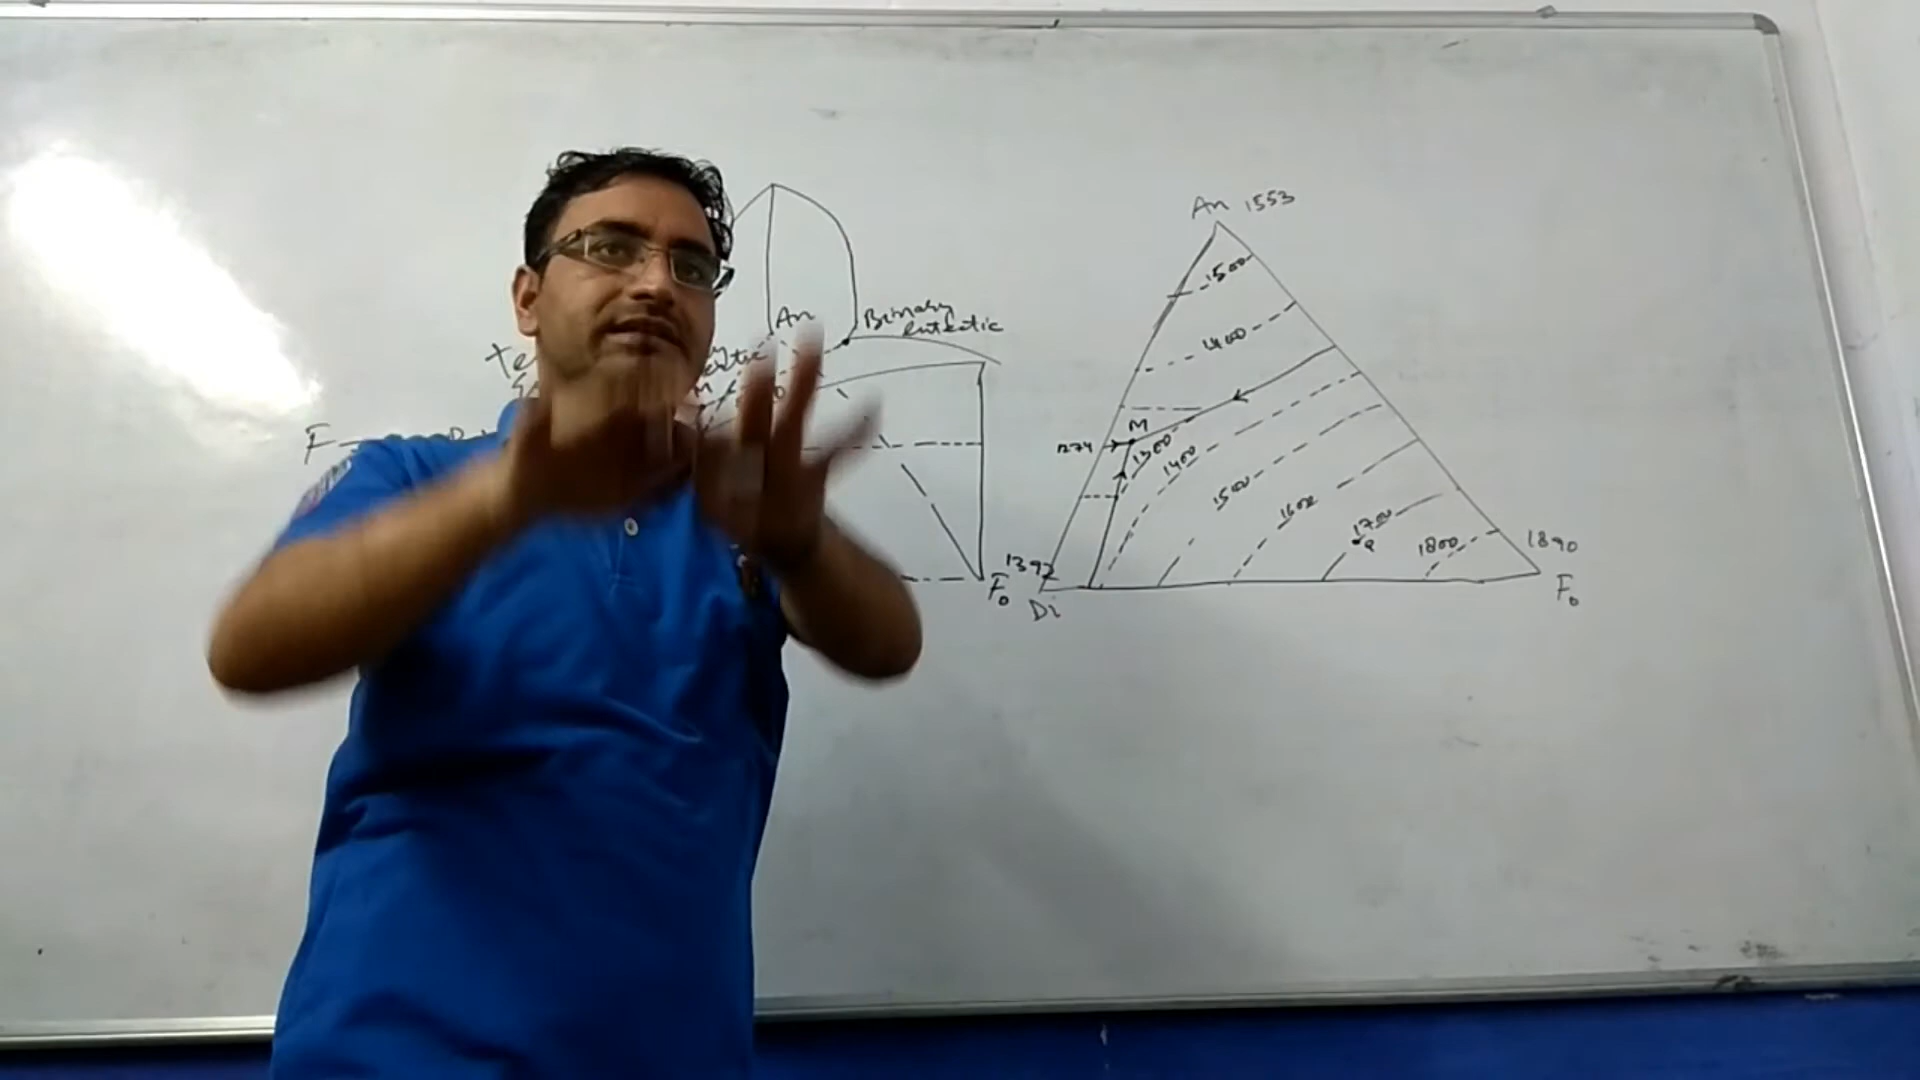 An
Binary
eutectic
M
F
Fo
An 1553
1500
1400
M
1274
1300
1400
1500
1600
1700
a
1800
1890
Fo
1392
Di